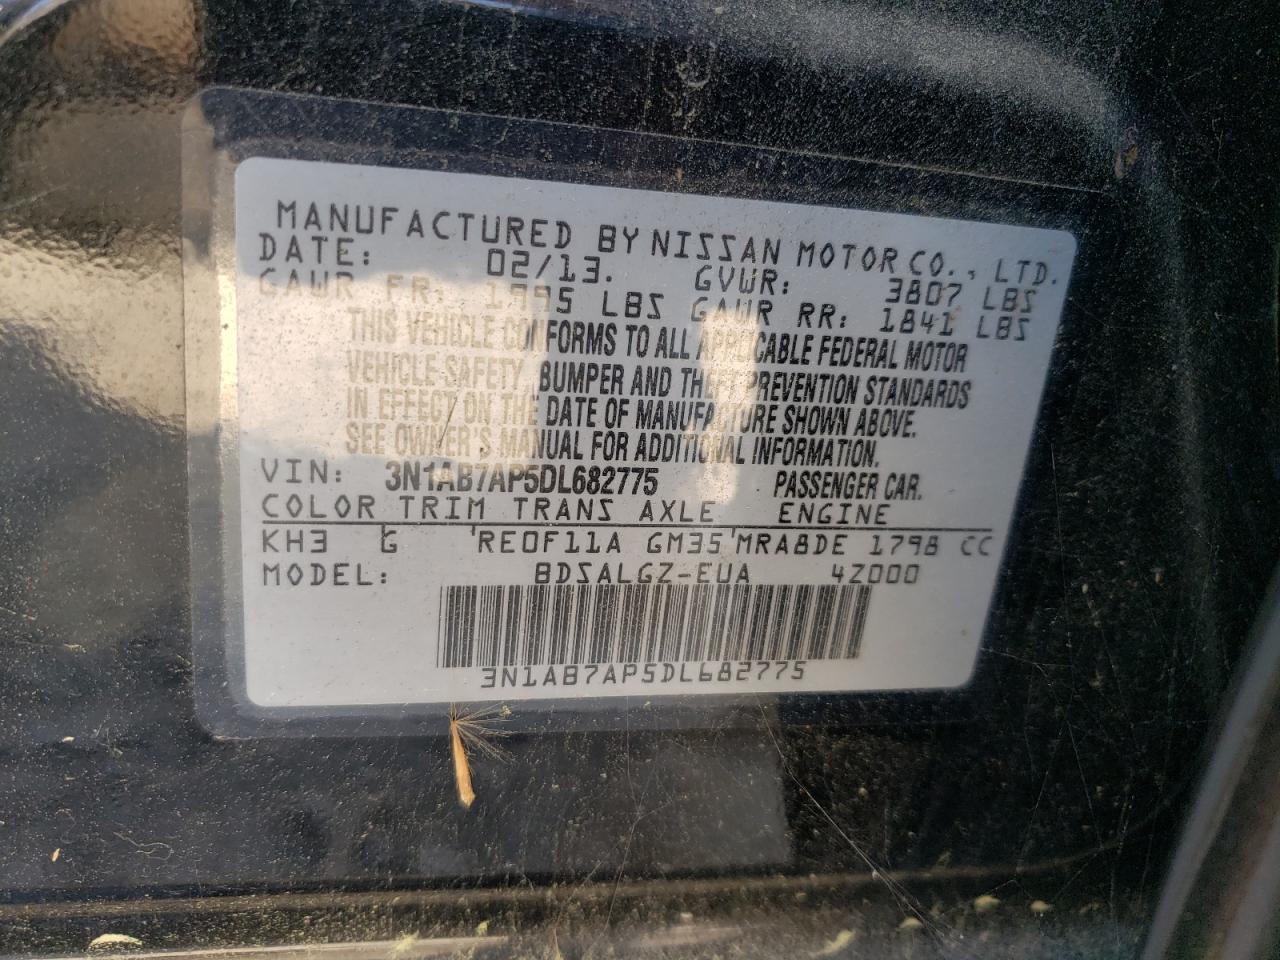 MANUFACTURED BY NISSAN MOTOR CO., LTD.
DATE: 02/13. GVWR: 3807 LBS
GAWR FR: 1995 LBS GAWR RR: 1841 LBS
THIS VEHICLE CONFORMS TO ALL APPLICABLE FEDERAL MOTOR
VEHICLE SAFETY, BUMPER AND THEFT PREVENTION STANDARDS
IN EFFECT ON THE DATE OF MANUFACTURE SHOWN ABOVE.
SEE OWNER'S MANUAL FOR ADDITIONAL INFORMATION.
VIN: 3N1AB7AP5DL682775 PASSENGER CAR.
COLOR TRIM TRANS AXLE ENGINE
KH3 G REOF11A GM35 MRA8DE 1798 CC
MODEL: BDSALGZ-EUA 4Z000
3N1AB7AP5DL682775